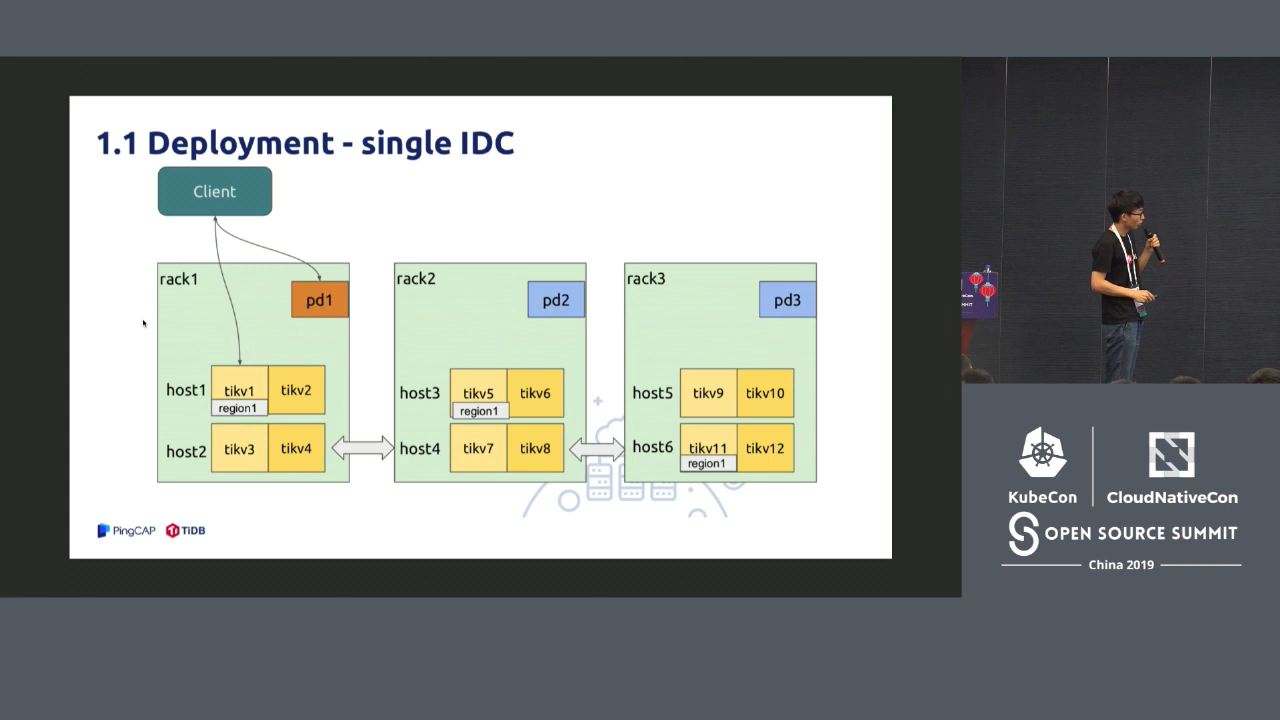 1.1 Deployment - single IDC
Client
rack1
pd1
host1
tikv1
tikv2
region1
host2
tikv3
tikv4
rack2
pd2
host3
tikv5
tikv6
region1
host4
tikv7
tikv8
rack3
pd3
host5
tikv9
tikv10
host6
tikv11
tikv12
region1
PingCAP
TiDB
KubeCon
CloudNativeCon
OPEN SOURCE SUMMIT
China 2019